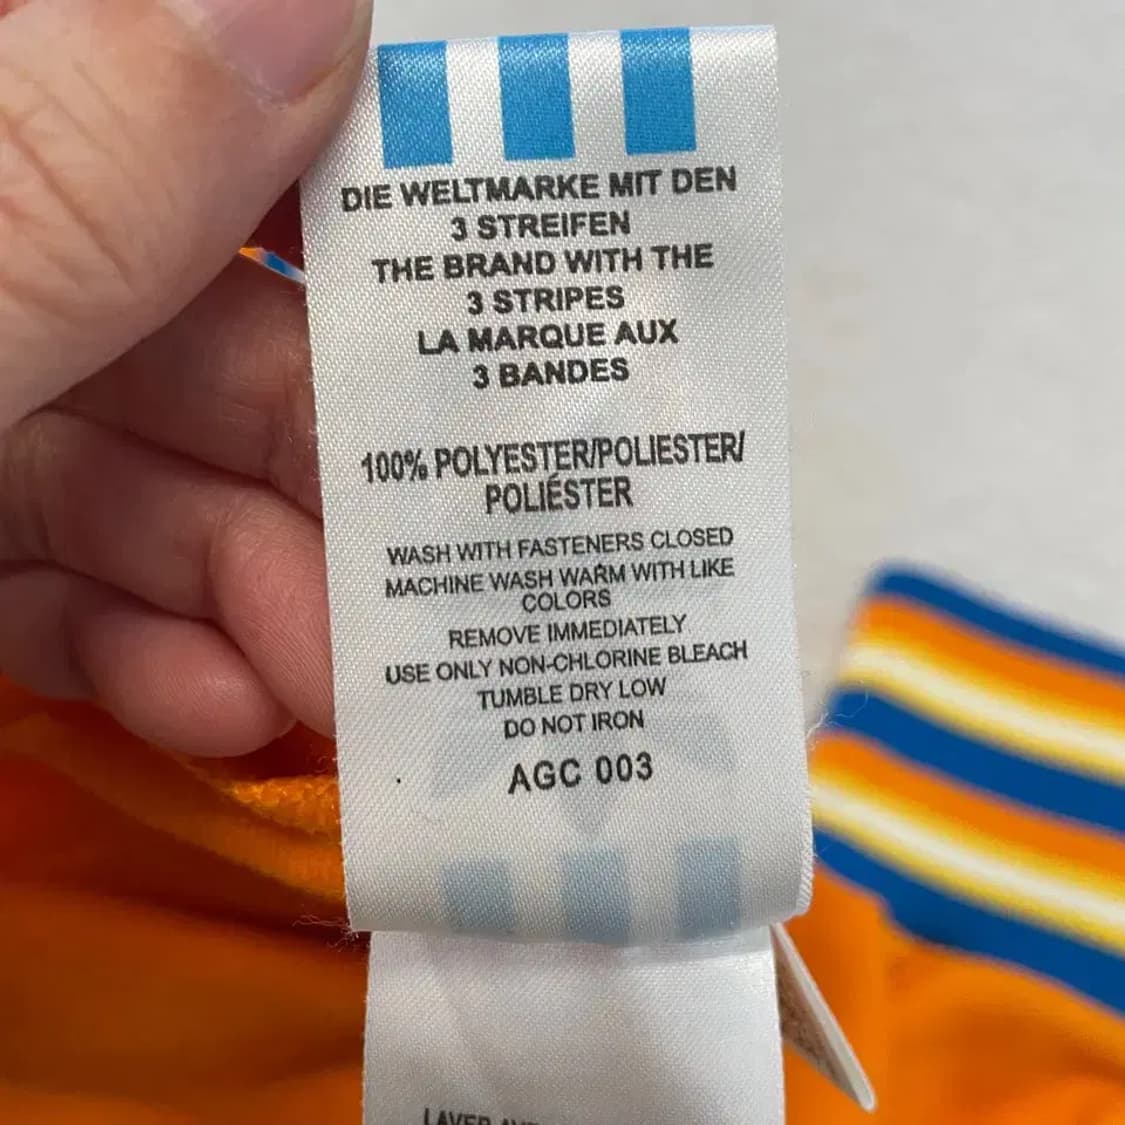 DIE WELTMARKE MIT DEN
3 STREIFEN
THE BRAND WITH THE
3 STRIPES
LA MARQUE AUX
3 BANDES
100% POLYESTER/POLIESTER/
POLIÉSTER
WASH WITH FASTENERS CLOSED
MACHINE WASH WARM WITH LIKE
COLORS
REMOVE IMMEDIATELY
USE ONLY NON-CHLORINE BLEACH
TUMBLE DRY LOW
DO NOT IRON
AGC 003
LAVER